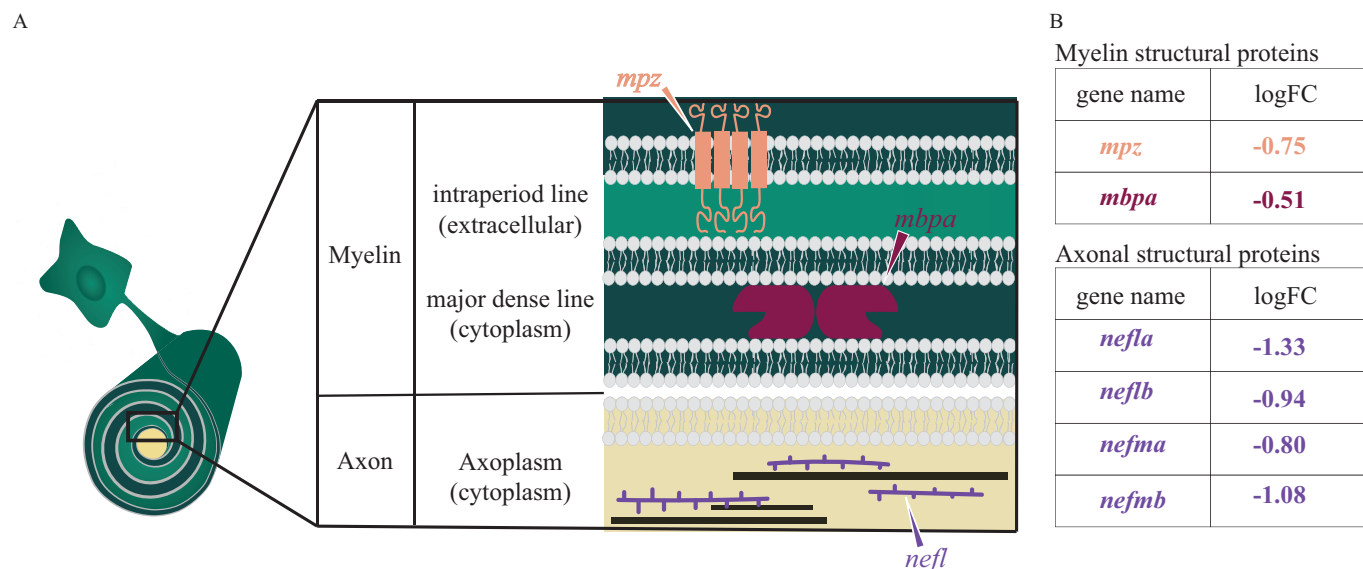 A
mpz
Myelin
intraperiod line
(extracellular)
mbpa
major dense line
(cytoplasm)
Axon
Axoplasm
(cytoplasm)
nefl
B
Myelin structural proteins
gene name logFC
mpz -0.75
mbpa -0.51
Axonal structural proteins
gene name logFC
nefla -1.33
neflb -0.94
nefma -0.80
nefmb -1.08